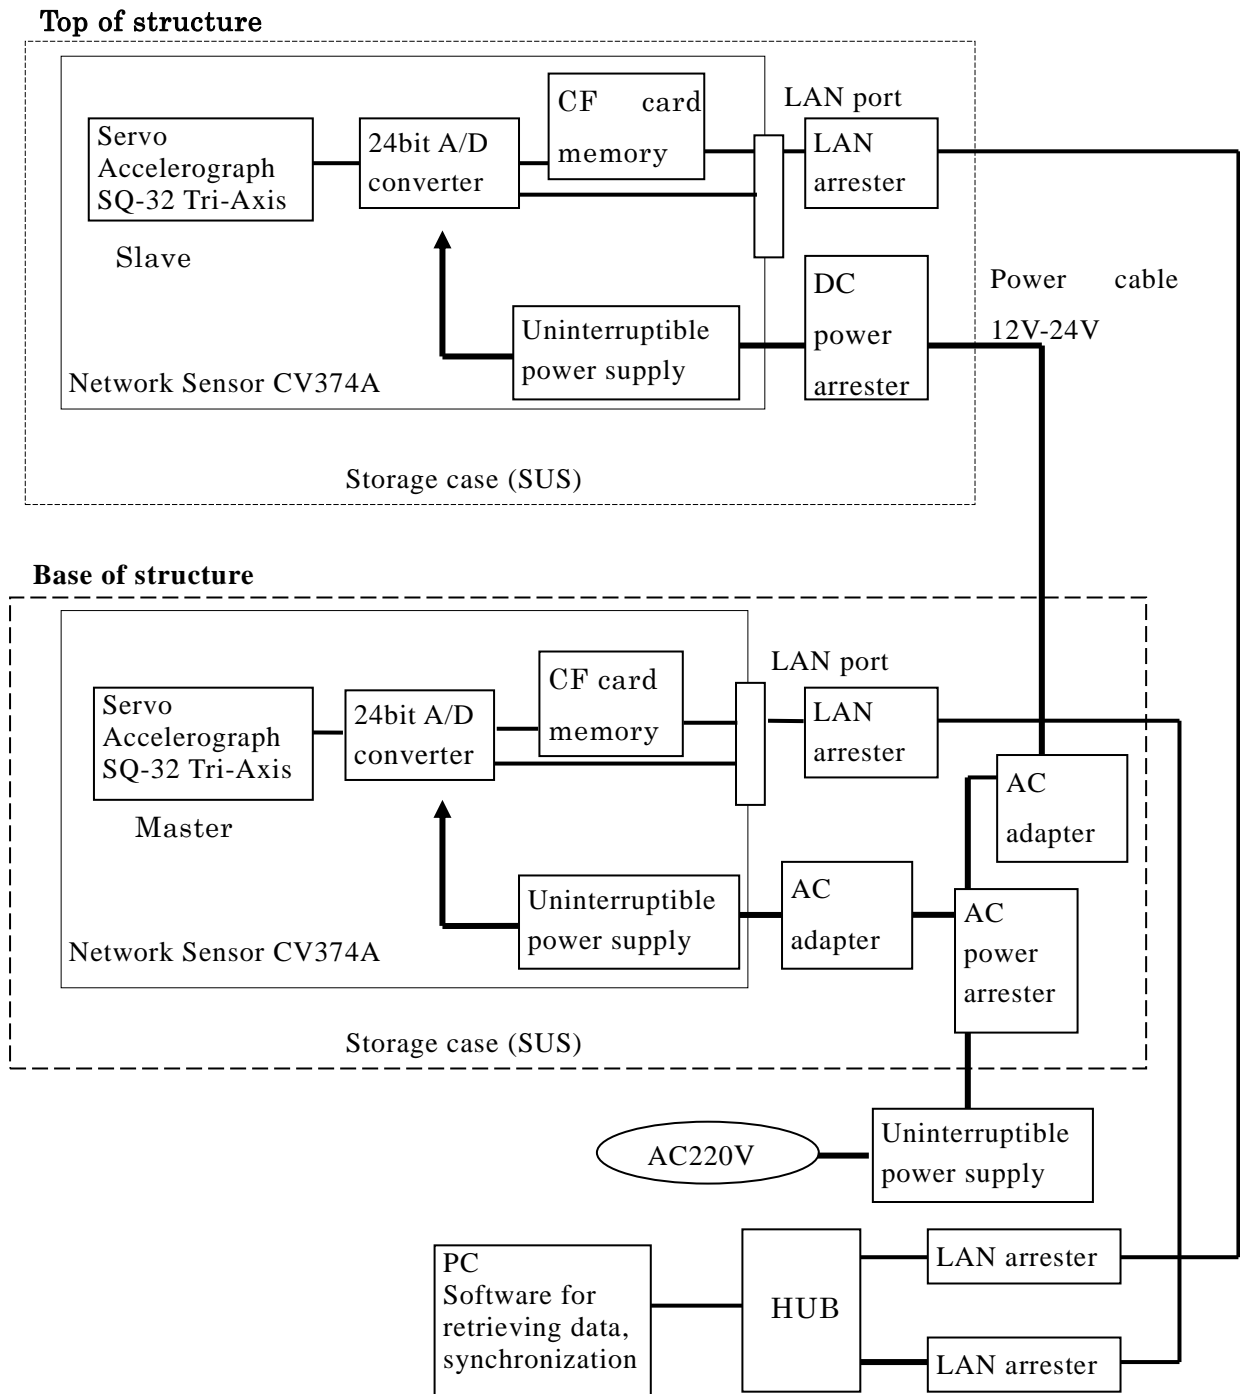 Top of structure
CF card
memory
LAN port
Servo
Accelerograph
SQ-32 Tri-Axis
24bit A/D
converter
LAN
arrester
Slave
DC
power
arrester
Power cable
12V-24V
Uninterruptible
power supply
Network Sensor CV374A
Storage case (SUS)
Base of structure
CF card
memory
LAN port
Servo
Accelerograph
SQ-32 Tri-Axis
24bit A/D
converter
LAN
arrester
Master
AC
adapter
Uninterruptible
power supply
AC
adapter
AC
power
arrester
Network Sensor CV374A
Storage case (SUS)
AC220V
Uninterruptible
power supply
PC
Software for
retrieving data,
synchronization
HUB
LAN arrester
LAN arrester